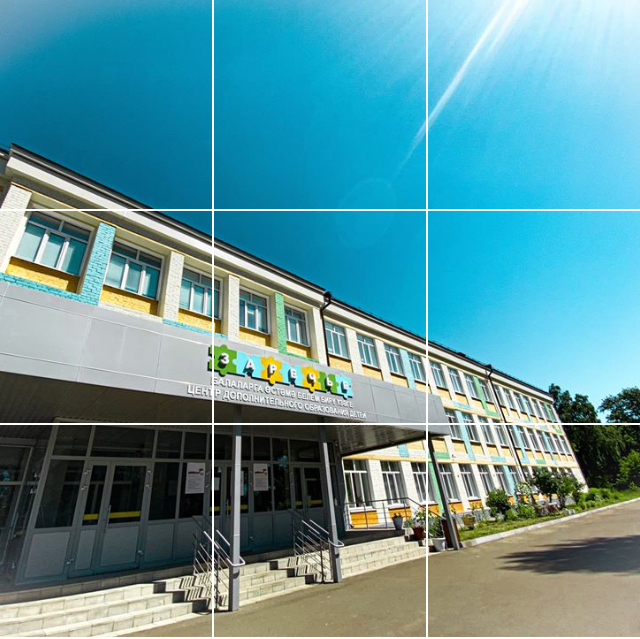 ЗАРЕЧЬЕ
БАЛАЛАРГА ӨСТӘМӘ БЕЛЕМ БИРҮ ҮЗӘГЕ
ЦЕНТР ДОПОЛНИТЕЛЬНОГО ОБРАЗОВАНИЯ ДЕТЕЙ